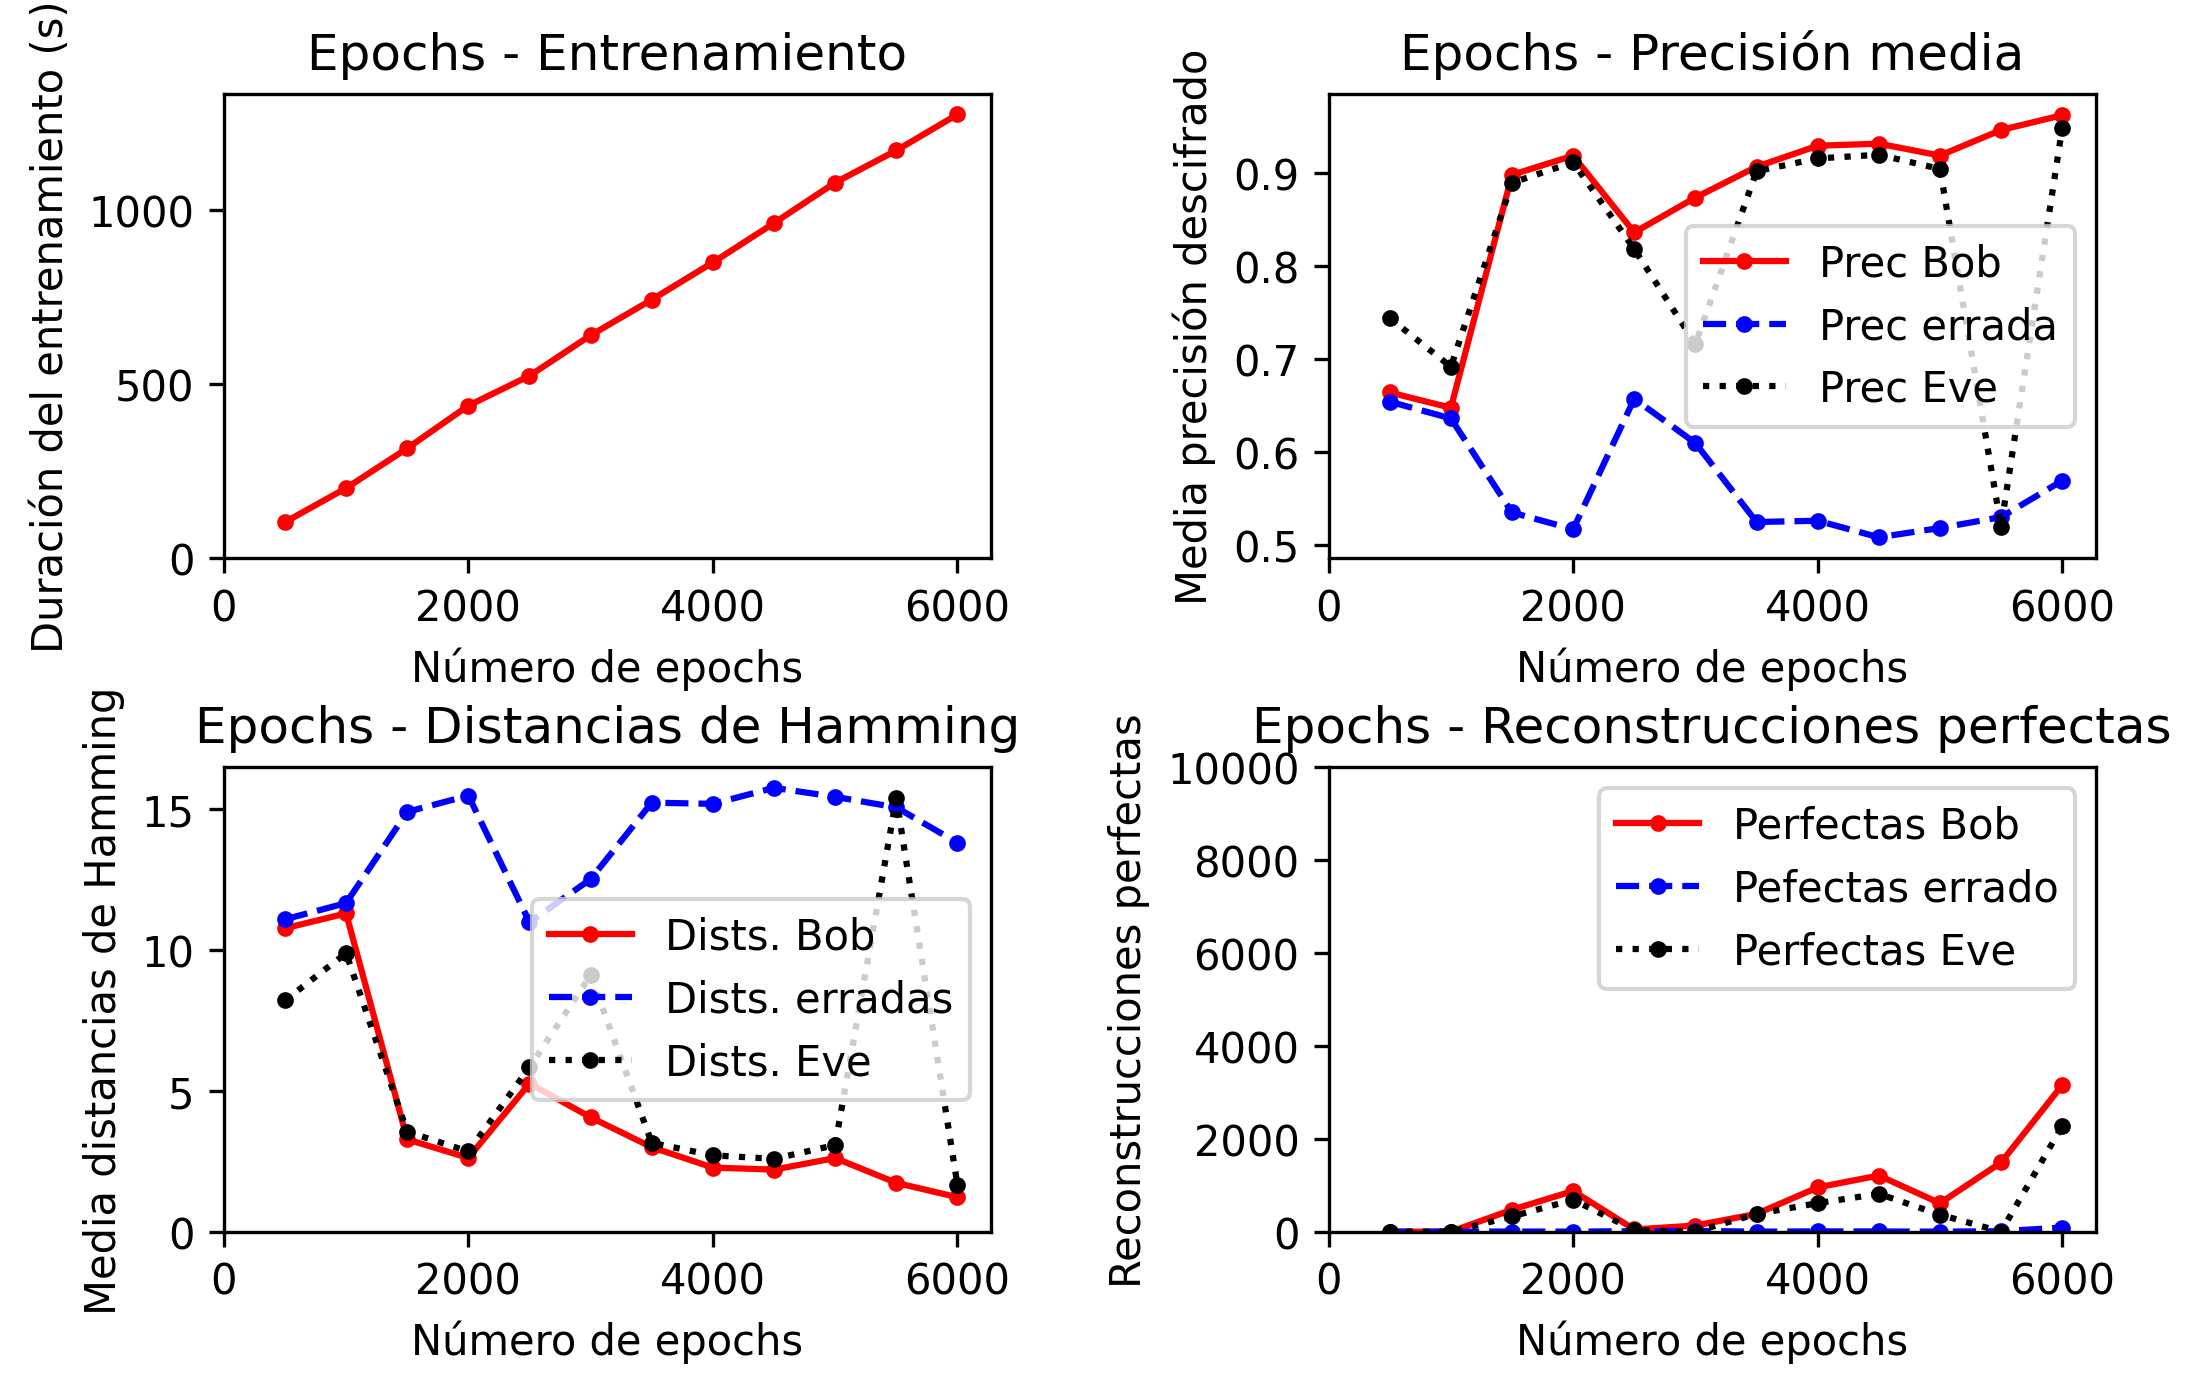 Epochs - Entrenamiento
Duración del entrenamiento (s)
1000
500
0
0 2000 4000 6000
Número de epochs
Epochs - Precisión media
Media precisión descifrado
0.9
0.8
0.7
0.6
0.5
Prec Bob
Prec errada
Prec Eve
0 2000 4000 6000
Número de epochs
Epochs - Distancias de Hamming
Media distancias de Hamming
15
10
5
0
Dists. Bob
Dists. erradas
Dists. Eve
0 2000 4000 6000
Número de epochs
Epochs - Reconstrucciones perfectas
Reconstrucciones perfectas
10000
8000
6000
4000
2000
0
Perfectas Bob
Pefectas errado
Perfectas Eve
0 2000 4000 6000
Número de epochs